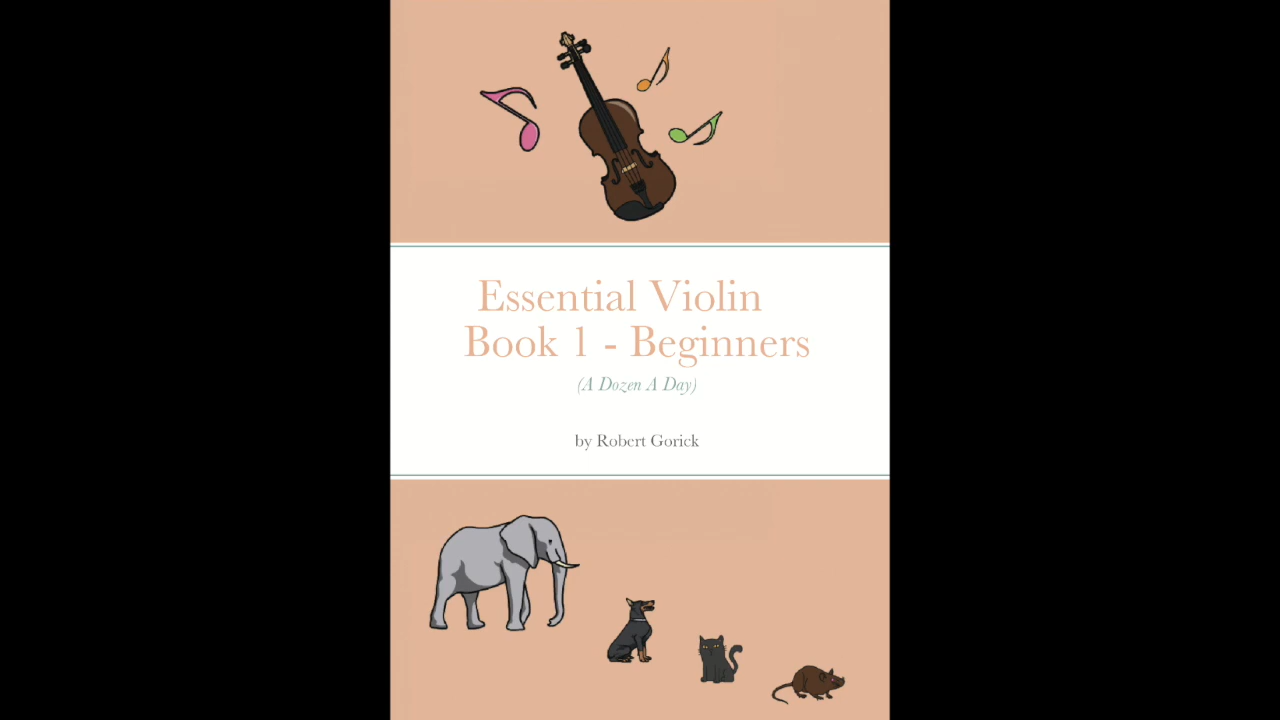 Essential Violin
Book 1 - Beginners
(A Dozen A Day)
by Robert Gorick